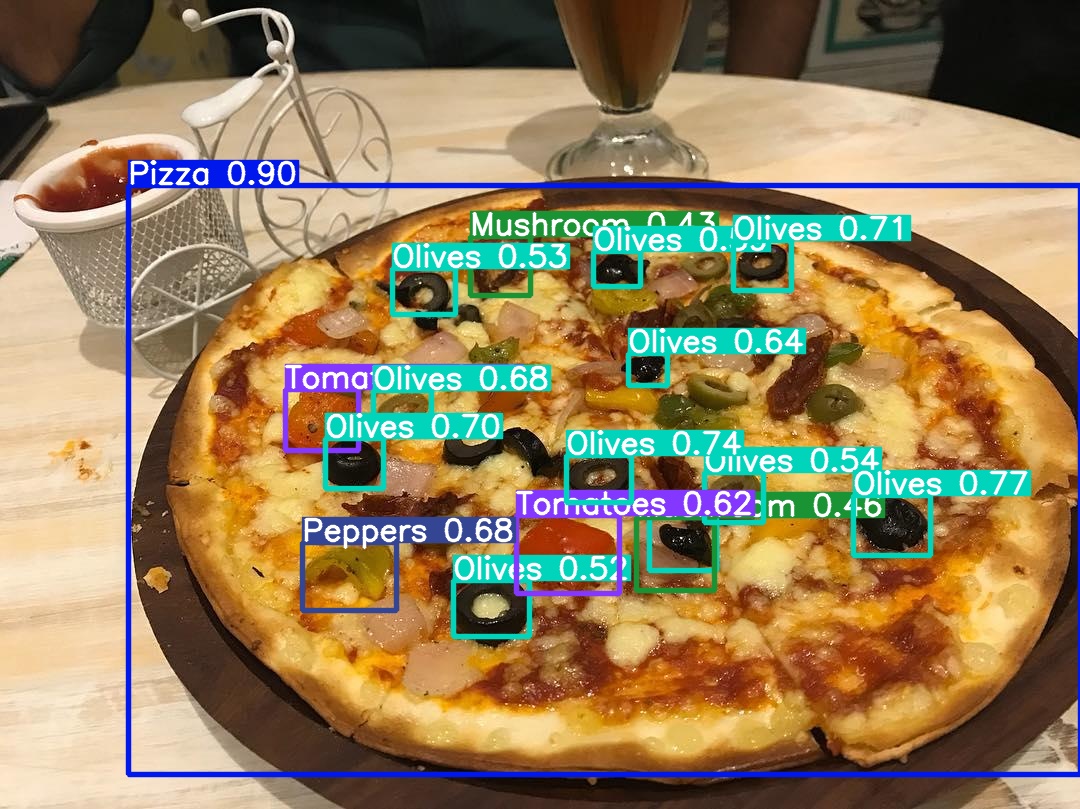 Pizza 0.90
Mushroom 0.43
Olives 0.71
Olives
Olives 0.53
Olives 0.64
Olives 0.68
Olives 0.70
Olives 0.74
Olives 0.54
Olives 0.77
Tomatoes 0.62
0.46
Peppers 0.68
Olives 0.52